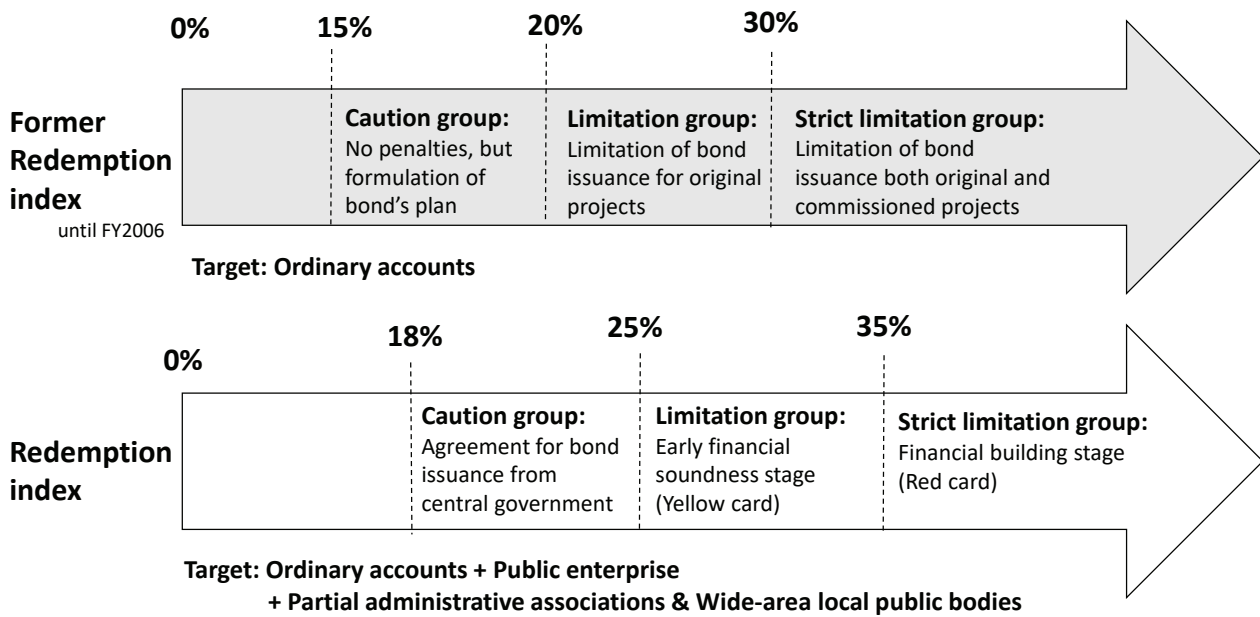 0% 15% 20% 30%
Former
Redemption
index
until FY2006
Caution group:
No penalties, but
formulation of
bond's plan
Limitation group:
Limitation of bond
issuance for original
projects
Strict limitation group:
Limitation of bond
issuance both original and
commissioned projects
Target: Ordinary accounts
0% 18% 25% 35%
Redemption
index
Caution group:
Agreement for bond
issuance from
central government
Limitation group:
Early financial
soundness stage
(Yellow card)
Strict limitation group:
Financial building stage
(Red card)
Target: Ordinary accounts + Public enterprise
+ Partial administrative associations & Wide-area local public bodies